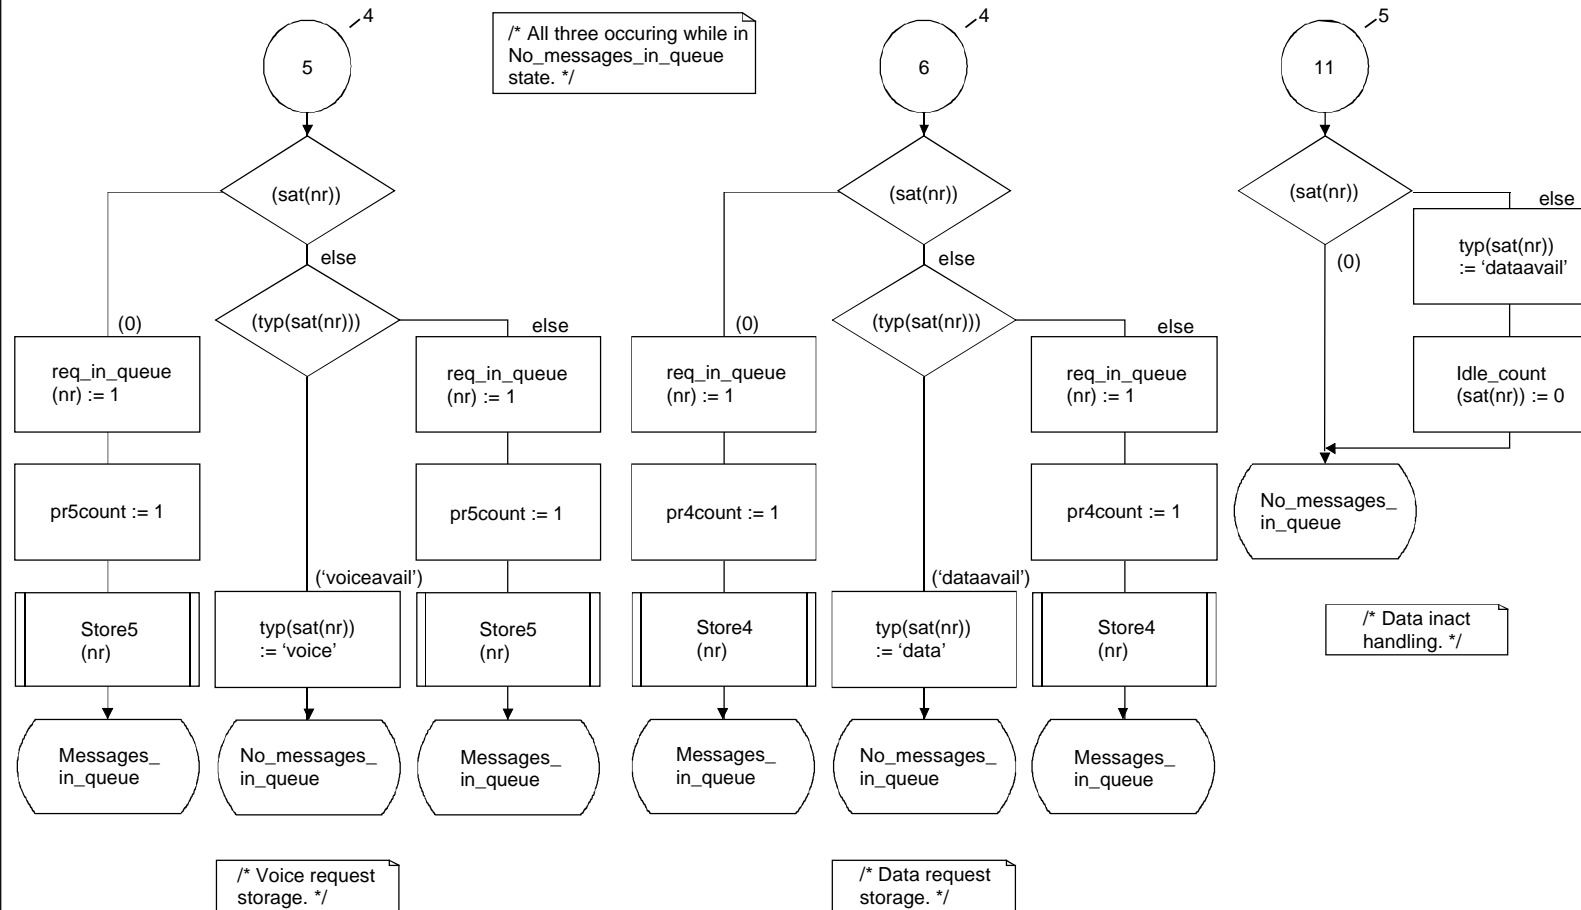 4
5
/* All three occuring while in
No_messages_in_queue
state. */
4
6
5
11
(sat(nr))
else
(typ(sat(nr)))
(0)
else
req_in_queue
(nr) := 1
pr5count := 1
Store5
(nr)
Messages_
in_queue
('voiceavail')
typ(sat(nr))
:= 'voice'
No_messages_
in_queue
req_in_queue
(nr) := 1
pr5count := 1
Store5
(nr)
Messages_
in_queue
/* Voice request
storage. */
(sat(nr))
else
(typ(sat(nr)))
(0)
else
req_in_queue
(nr) := 1
pr4count := 1
Store4
(nr)
Messages_
in_queue
('dataavail')
typ(sat(nr))
:= 'data'
No_messages_
in_queue
req_in_queue
(nr) := 1
pr4count := 1
Store4
(nr)
Messages_
in_queue
/* Data request
storage. */
(sat(nr))
else
(0)
typ(sat(nr))
:= 'dataavail'
Idle_count
(sat(nr)) := 0
No_messages_
in_queue
/* Data inact
handling. */